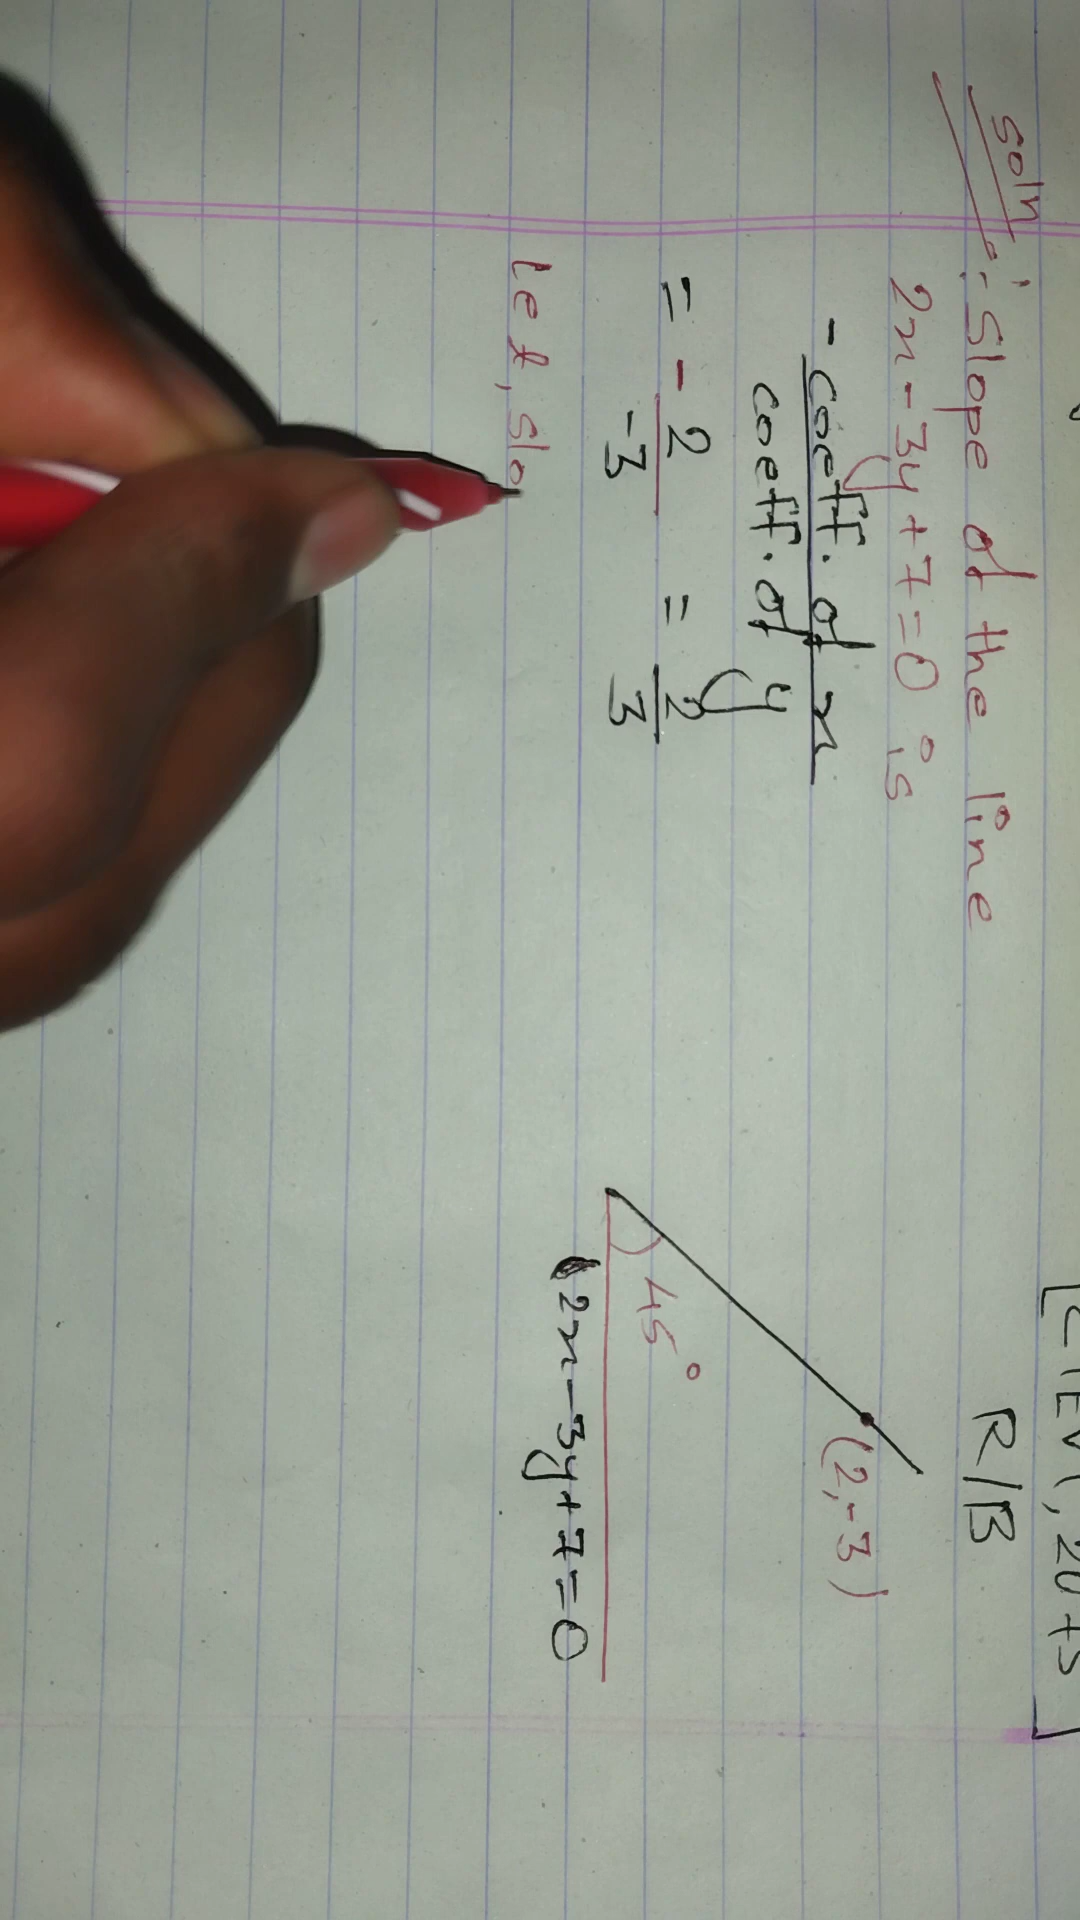 Soln: Slope of the line
2x - 3y + 7 = 0 is
- coeff. of x
coeff. of y
= - 2 / -3 = 2 / 3
Let, slo
R/B
(2, -3)
45°
2x - 3y + 7 = 0